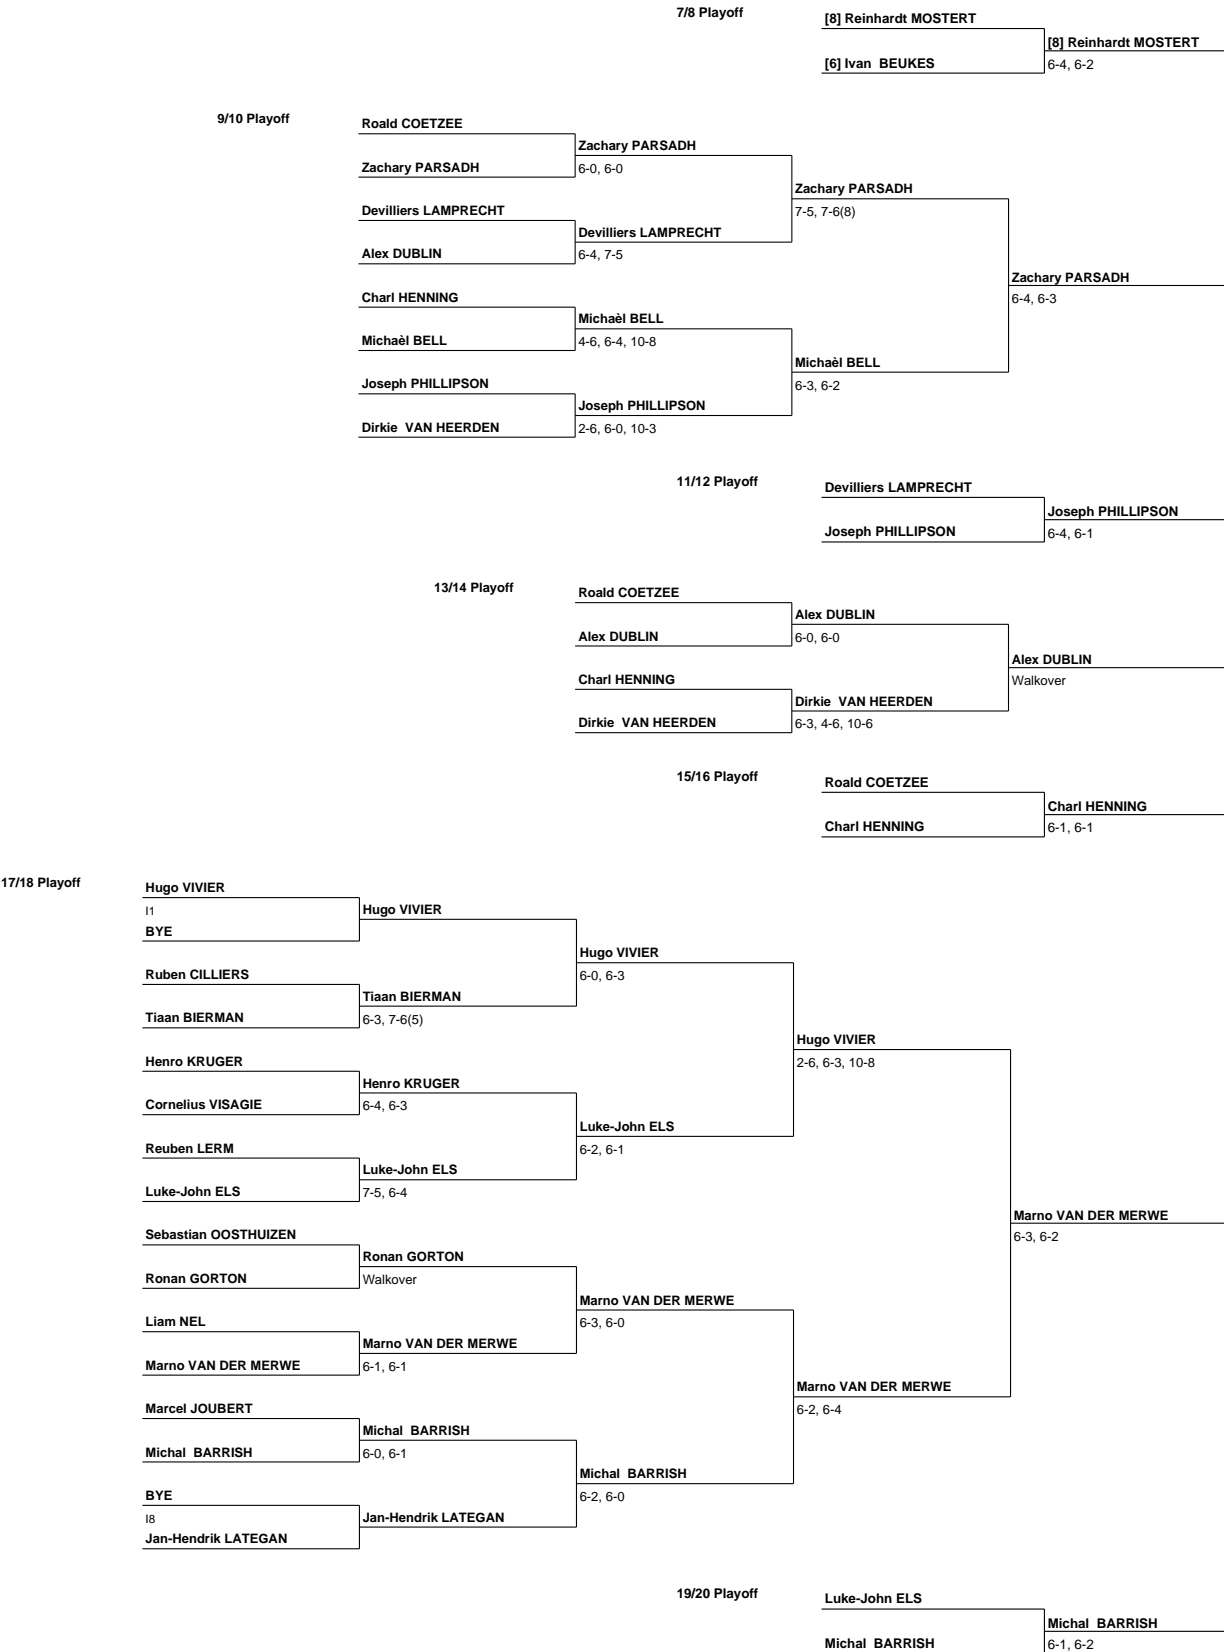 7/8 Playoff
[8] Reinhardt MOSTERT
[8] Reinhardt MOSTERT
[6] Ivan BEUKES
6-4, 6-2
9/10 Playoff
Roald COETZEE
Zachary PARSADH
Zachary PARSADH
6-0, 6-0
Zachary PARSADH
Devilliers LAMPRECHT
7-5, 7-6(8)
Devilliers LAMPRECHT
Alex DUBLIN
6-4, 7-5
Zachary PARSADH
Charl HENNING
6-4, 6-3
Michaèl BELL
Michaèl BELL
4-6, 6-4, 10-8
Michaèl BELL
Joseph PHILLIPSON
6-3, 6-2
Joseph PHILLIPSON
Dirkie VAN HEERDEN
2-6, 6-0, 10-3
11/12 Playoff
Devilliers LAMPRECHT
Joseph PHILLIPSON
Joseph PHILLIPSON
6-4, 6-1
13/14 Playoff
Roald COETZEE
Alex DUBLIN
Alex DUBLIN
6-0, 6-0
Alex DUBLIN
Charl HENNING
Walkover
Dirkie VAN HEERDEN
Dirkie VAN HEERDEN
6-3, 4-6, 10-6
15/16 Playoff
Roald COETZEE
Charl HENNING
Charl HENNING
6-1, 6-1
17/18 Playoff
Hugo VIVIER
I1
Hugo VIVIER
BYE
Hugo VIVIER
Ruben CILLIERS
6-0, 6-3
Tiaan BIERMAN
Tiaan BIERMAN
6-3, 7-6(5)
Hugo VIVIER
Henro KRUGER
2-6, 6-3, 10-8
Henro KRUGER
Cornelius VISAGIE
6-4, 6-3
Luke-John ELS
Reuben LERM
6-2, 6-1
Luke-John ELS
Luke-John ELS
7-5, 6-4
Marno VAN DER MERWE
Sebastian OOSTHUIZEN
6-3, 6-2
Ronan GORTON
Ronan GORTON
Walkover
Marno VAN DER MERWE
Liam NEL
6-3, 6-0
Marno VAN DER MERWE
Marno VAN DER MERWE
6-1, 6-1
Marno VAN DER MERWE
Marcel JOUBERT
6-2, 6-4
Michal BARRISH
Michal BARRISH
6-0, 6-1
Michal BARRISH
BYE
6-2, 6-0
I8
Jan-Hendrik LATEGAN
Jan-Hendrik LATEGAN
19/20 Playoff
Luke-John ELS
Michal BARRISH
Michal BARRISH
6-1, 6-2